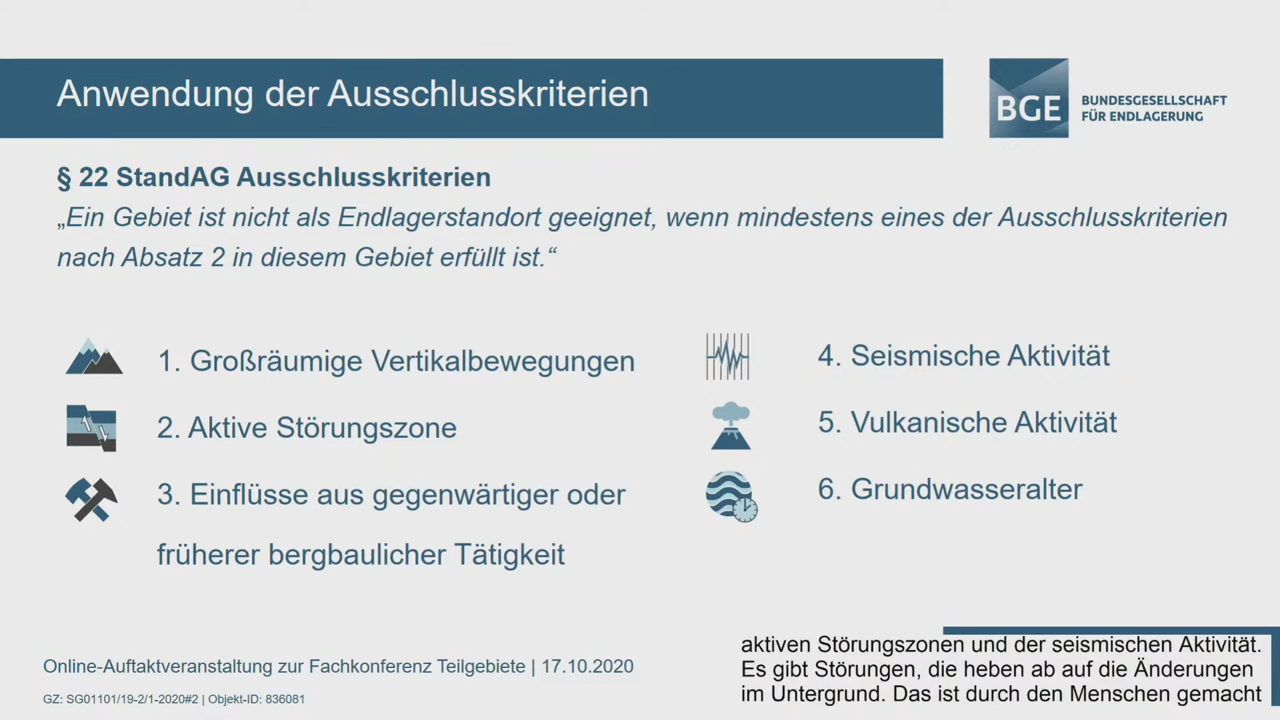 Anwendung der Ausschlusskriterien
BGE
BUNDESGESELLSCHAFT
FÜR ENDLAGERUNG
§ 22 StandAG Ausschlusskriterien
„Ein Gebiet ist nicht als Endlagerstandort geeignet, wenn mindestens eines der Ausschlusskriterien
nach Absatz 2 in diesem Gebiet erfüllt ist.“
1. Großräumige Vertikalbewegungen
2. Aktive Störungszone
3. Einflüsse aus gegenwärtiger oder
früherer bergbaulicher Tätigkeit
4. Seismische Aktivität
5. Vulkanische Aktivität
6. Grundwasseralter
Online-Auftaktveranstaltung zur Fachkonferenz Teilgebiete | 17.10.2020
GZ: SG01101/19-2/1-2020#2 | Objekt-ID: 836081
aktiven Störungszonen und der seismischen Aktivität.
Es gibt Störungen, die heben ab auf die Änderungen
im Untergrund. Das ist durch den Menschen gemacht